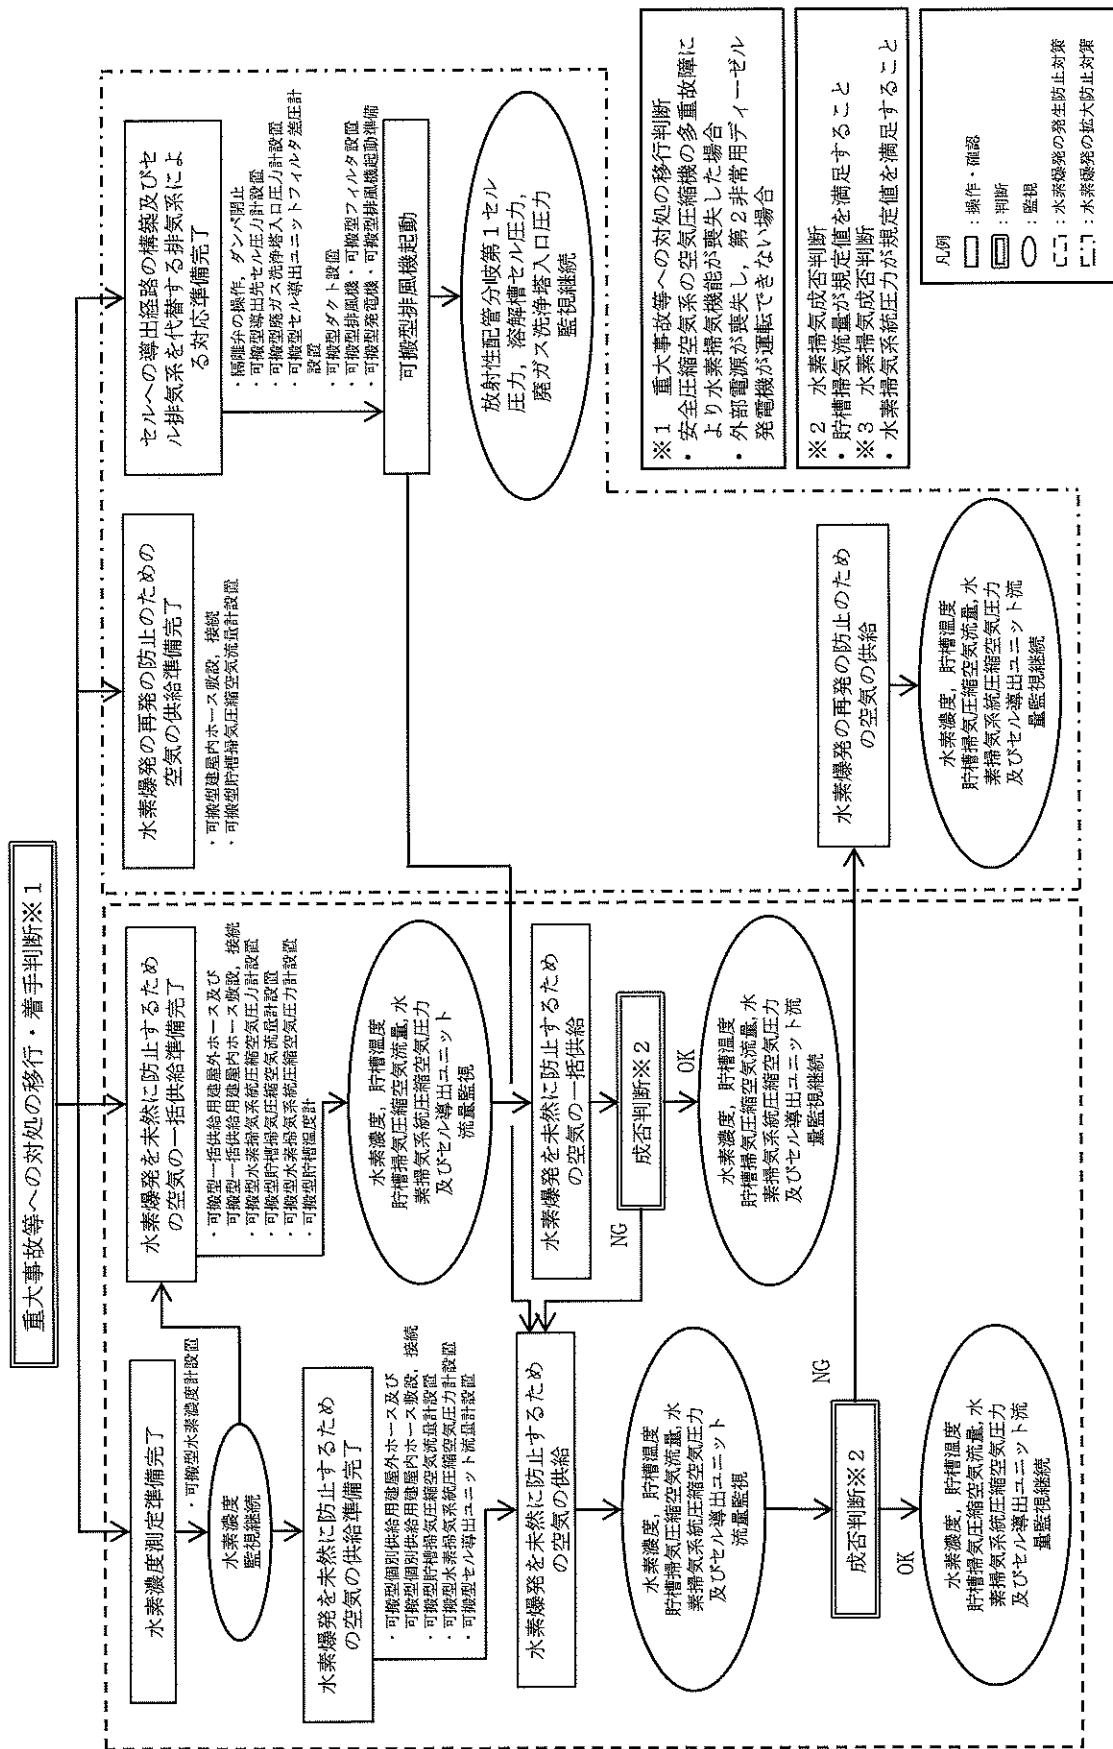 重大事故等への対処の移行・着手判断※1
水素濃度測定準備完了
・可搬型水素濃度計設置
水素濃度
監視継続
水素爆発を未然に防止するため
の空気の供給準備完了
・可搬型個別供給用建屋外ホース及び
可搬型個別供給用建屋内ホース敷設，接続
・可搬型貯槽掃気圧縮空気流量計設置
・可搬型水素掃気系統圧縮空気圧力計設置
・可搬型セル導出ユニット流量計設置
水素爆発を未然に防止するため
の空気の供給
水素濃度，貯槽温度
貯槽掃気圧縮空気流量，水
素掃気系統圧縮空気圧力
及びセル導出ユニット
流量監視
成否判断※2
NG
OK
水素濃度，貯槽温度
貯槽掃気圧縮空気流量，水
素掃気系統圧縮空気圧力
及びセル導出ユニット流
量監視継続
水素爆発を未然に防止するため
の空気の一括供給準備完了
・可搬型一括供給用建屋外ホース及び
可搬型一括供給用建屋内ホース敷設，接続
・可搬型水素掃気系統圧縮空気圧力計設置
・可搬型貯槽掃気圧縮空気流量計設置
・可搬型水素掃気系統圧縮空気圧力計設置
・可搬型貯槽温度計
水素濃度，貯槽温度
貯槽掃気圧縮空気流量，水
素掃気系統圧縮空気圧力
及びセル導出ユニット
流量監視
水素爆発を未然に防止するため
の空気の一括供給
成否判断※2
NG
OK
水素濃度，貯槽温度
貯槽掃気圧縮空気流量，水
素掃気系統圧縮空気圧力
及びセル導出ユニット流
量監視継続
水素爆発の再発の防止のための
空気の供給準備完了
・可搬型建屋内ホース敷設，接続
・可搬型貯槽掃気圧縮空気流量計設置
水素爆発の再発の防止のため
の空気の供給
水素濃度，貯槽温度
貯槽掃気圧縮空気流量，水
素掃気系統圧縮空気圧力
及びセル導出ユニット流
量監視継続
セルへの導出経路の構築及びセ
ル排気系を代替する排気系によ
る対応準備完了
・隔離弁の操作，ダンパ閉止
・可搬型導出先セル圧力計設置
・可搬型廃ガス洗浄塔入口圧力計設置
・可搬型セル導出ユニットフィルタ差圧計
設置
・可搬型ダクト設置
・可搬型排風機・可搬型フィルタ設置
・可搬型発電機・可搬型排風機起動準備
可搬型排風機起動
放射性配管分岐第1セル
圧力，溶解槽セル圧力，
廃ガス洗浄塔入口圧力
監視継続
※1　重大事故等への対処の移行判断
・安全圧縮空気系の空気圧縮機の多重故障に
より水素掃気機能が喪失した場合
・外部電源が喪失し，第2非常用ディーゼル
発電機が運転できない場合
※2　水素掃気成否判断
・貯槽掃気流量が規定値を満足すること
※3　水素掃気成否判断
・水素掃気系統圧力が規定値を満足すること
凡例
：操作・確認
：判断
：監視
：水素爆発の発生防止対策
：水素爆発の拡大防止対策